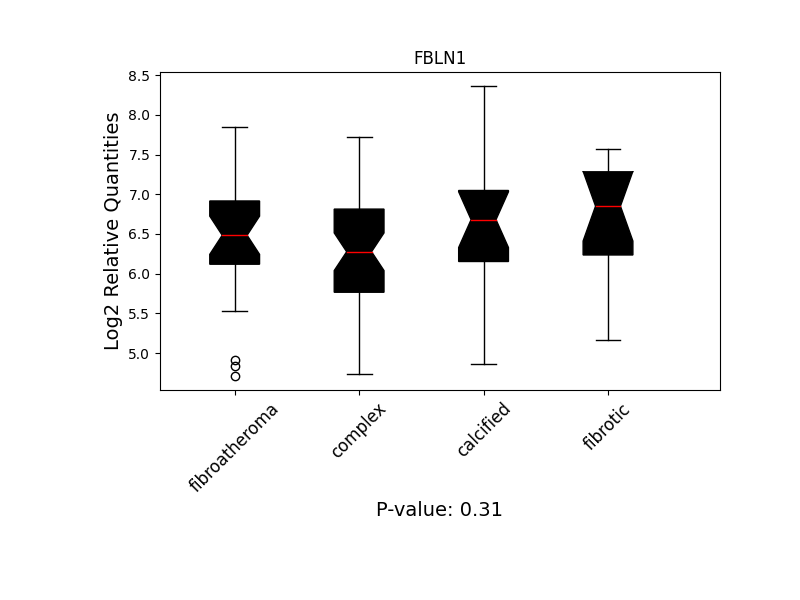 FBLN1
Log2 Relative Quantities
8.5
8.0
7.5
7.0
6.5
6.0
5.5
5.0
fibroatheroma
complex
calcified
fibrotic
P-value: 0.31